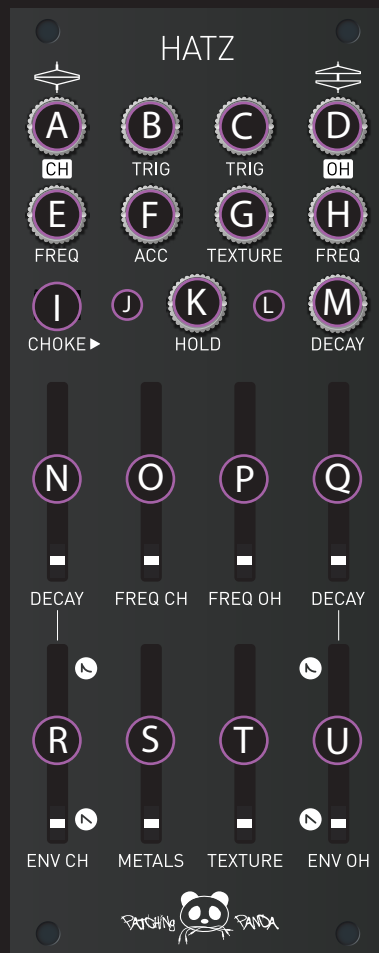 HATZ
A B C D
CH TRIG TRIG OH
E F G H
FREQ ACC TEXTURE FREQ
I J K L M
CHOKE▶ HOLD DECAY
N O P Q
DECAY FREQ CH FREQ OH DECAY
R S T U
ENV CH METALS TEXTURE ENV OH
PATCHING PANDA